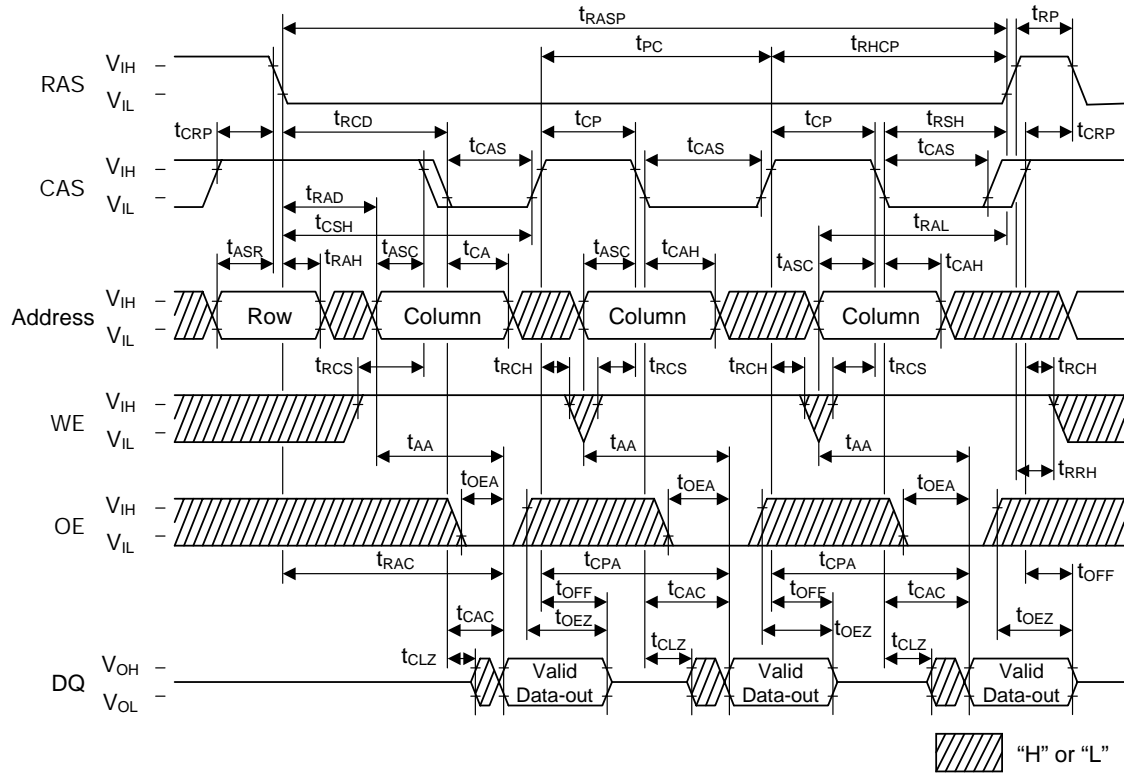 tRASP tRP
tPC tRHCP
RAS VIH
VIL
tCRP tRCD tCP tCP tRSH tCRP
tCAS tCAS tCAS
CAS VIH
VIL
tRAD
tCSH tRAL
tASR tRAH tASC tCA tASC tCAH tASC tCAH
Address VIH
VIL
Row Column Column Column
tRCS tRCH tRCS tRCH tRCS tRCH
WE VIH
VIL
tAA tAA tAA
tRRH
tOEA tOEA tOEA
OE VIH
VIL
tRAC tCPA tCPA
tOFF tOFF tOFF
tCAC tCAC tCAC
tOEZ tOEZ tOEZ
tCLZ tCLZ tCLZ
DQ VOH
VOL
Valid Data-out Valid Data-out Valid Data-out
“H” or “L”